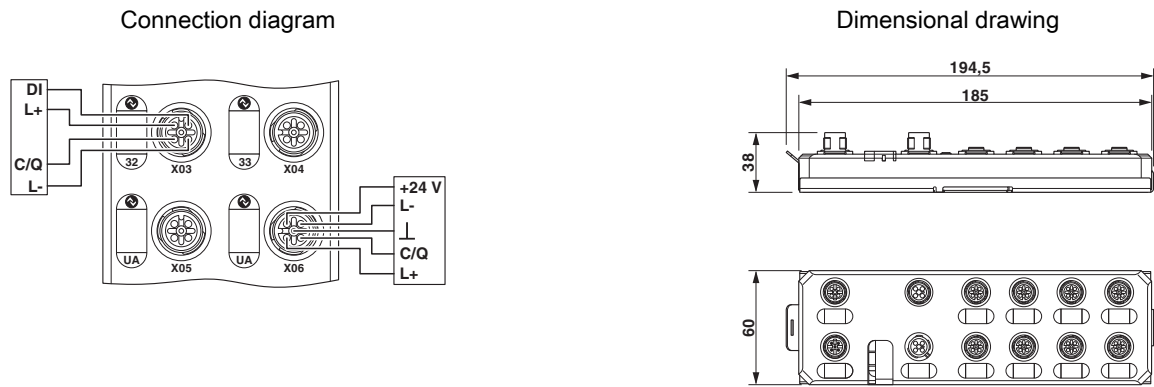 Connection diagram
DI
L+
C/Q
L-
32
X03
33
X04
UA
X05
UA
X06
+24 V
L-
⊥
C/Q
L+
Dimensional drawing
194,5
185
38
60